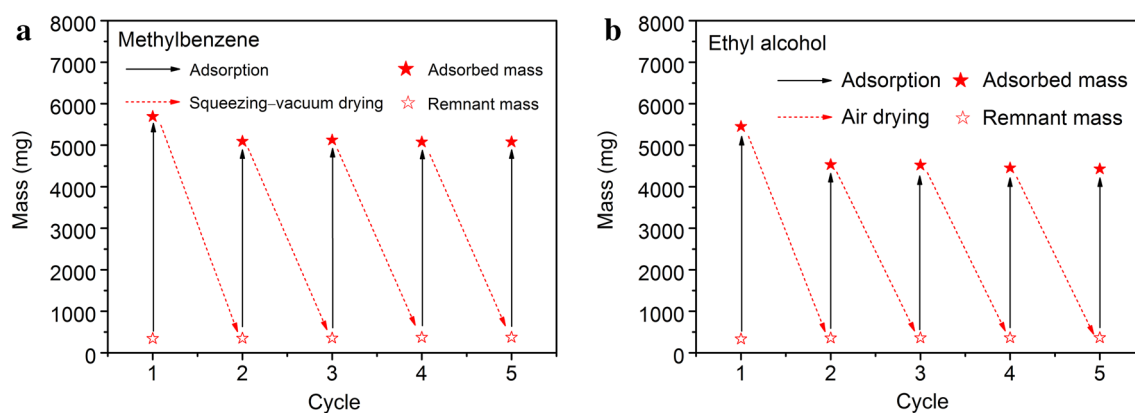 a
Methylbenzene
Adsorption
Adsorbed mass
Squeezing–vacuum drying
Remnant mass
Mass (mg)
8000
7000
6000
5000
4000
3000
2000
1000
0
1 2 3 4 5
Cycle
b
Ethyl alcohol
Adsorption
Adsorbed mass
Air drying
Remnant mass
Mass (mg)
8000
7000
6000
5000
4000
3000
2000
1000
0
1 2 3 4 5
Cycle